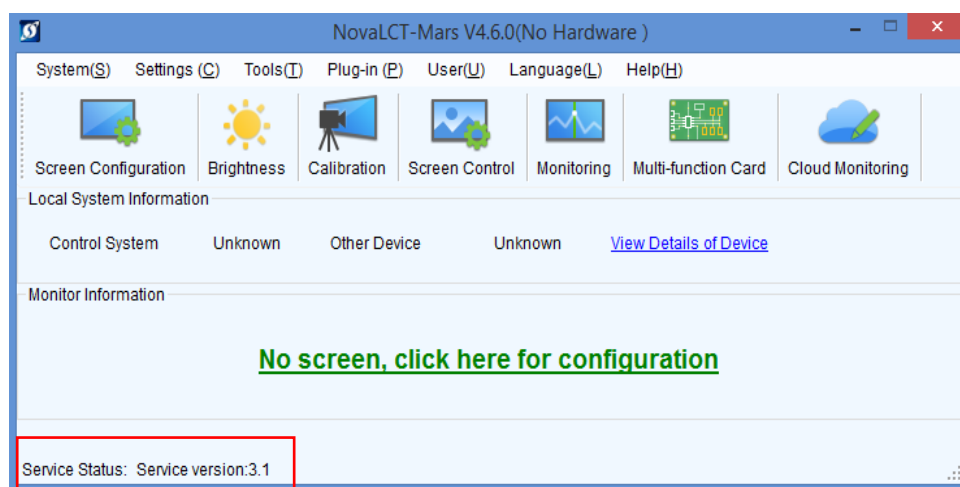 NovaLCT-Mars V4.6.0(No Hardware )
System(S) Settings (C) Tools(T) Plug-in (P) User(U) Language(L) Help(H)
Screen Configuration Brightness Calibration Screen Control Monitoring Multi-function Card Cloud Monitoring
Local System Information
Control System Unknown Other Device Unknown View Details of Device
Monitor Information
No screen, click here for configuration
Service Status: Service version:3.1